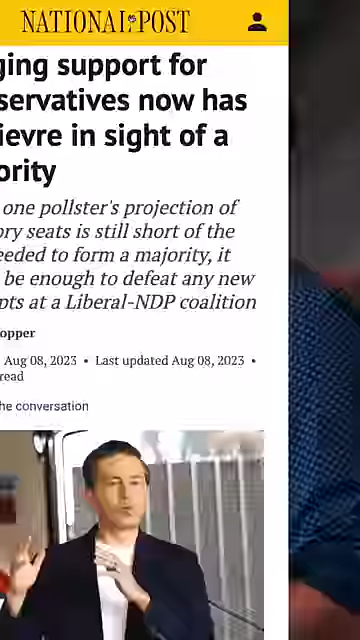 NATIONAL POST
ging support for
servatives now has
ievre in sight of a
ority
one pollster's projection of
ory seats is still short of the
eeded to form a majority, it
be enough to defeat any new
pts at a Liberal-NDP coalition
opper
Aug 08, 2023 • Last updated Aug 08, 2023 •
read
he conversation